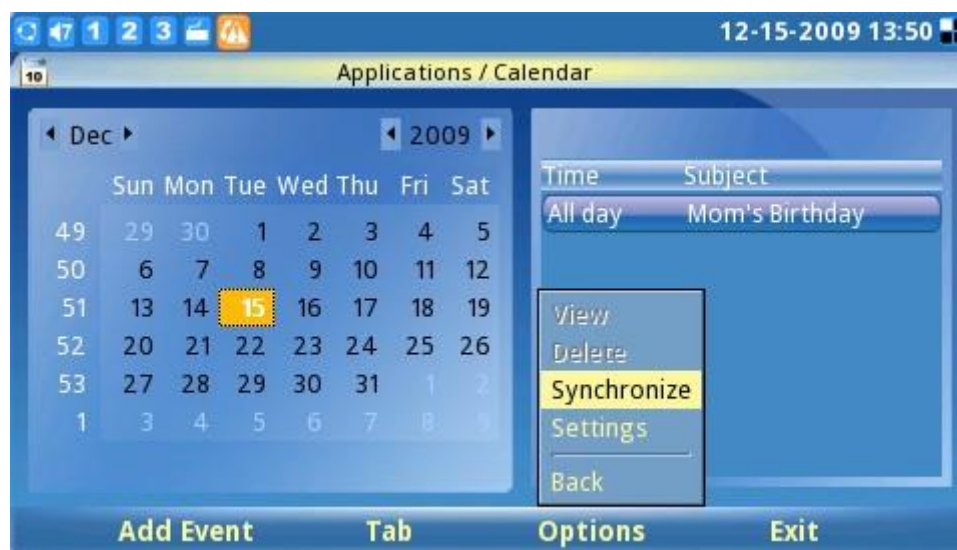 7 1 2 3 12-15-2009 13:50
10 Applications / Calendar
Dec 2009
Sun Mon Tue Wed Thu Fri Sat
49 29 30 1 2 3 4 5
50 6 7 8 9 10 11 12
51 13 14 15 16 17 18 19
52 20 21 22 23 24 25 26
53 27 28 29 30 31 1 2
1 3 4 5 6 7 8 9
Time Subject
All day Mom's Birthday
View
Delete
Synchronize
Settings
Back
Add Event Tab Options Exit